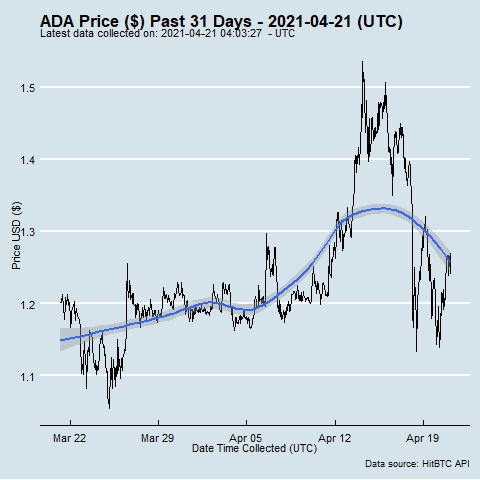 ADA Price ($) Past 31 Days - 2021-04-21 (UTC)
Latest data collected on: 2021-04-21 04:03:27  - UTC
1.5
1.4
1.3
1.2
1.1
Price USD ($)
Mar 22
Mar 29
Apr 05
Apr 12
Apr 19
Date Time Collected (UTC)
Data source: HitBTC API